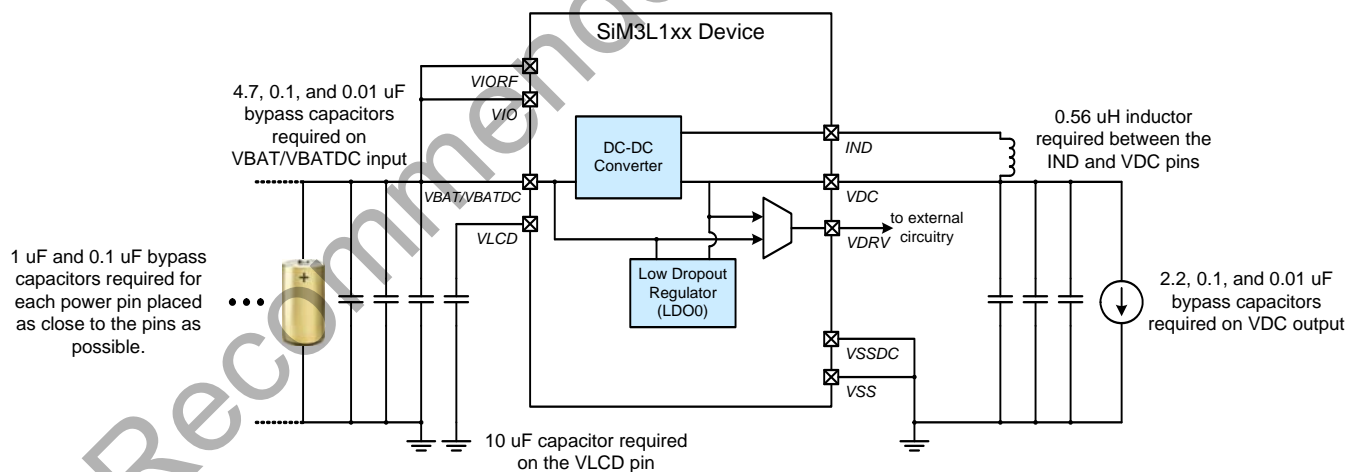 SiM3L1xx Device
VIORF
VIO
4.7, 0.1, and 0.01 uF
bypass capacitors
required on
VBAT/VBATDC input
DC-DC
Converter
IND
0.56 uH inductor
required between the
IND and VDC pins
VBAT/VBATDC
VDC
VLCD
VDRV
to external
circuitry
1 uF and 0.1 uF bypass
capacitors required for
each power pin placed
as close to the pins as
possible.
+
Low Dropout
Regulator
(LDO0)
2.2, 0.1, and 0.01 uF
bypass capacitors
required on VDC output
VSSDC
VSS
10 uF capacitor required
on the VLCD pin